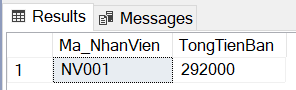 Results Messages
Ma_NhanVien TongTienBan
1 NV001 292000